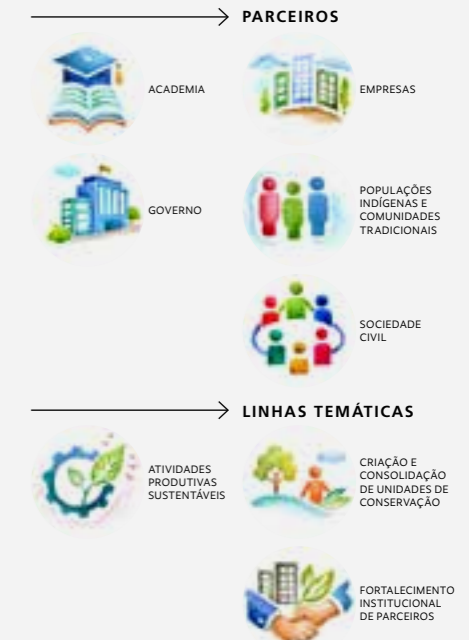 PARCEIROS
ACADEMIA
EMPRESAS
GOVERNO
POPULAÇÕES
INDÍGENAS E
COMUNIDADES
TRADICIONAIS
SOCIEDADE
CIVIL
LINHAS TEMÁTICAS
ATIVIDADES
PRODUTIVAS
SUSTENTÁVEIS
CRIAÇÃO E
CONSOLIDAÇÃO
DE UNIDADES DE
CONSERVAÇÃO
FORTALECIMENTO
INSTITUCIONAL
DE PARCEIROS